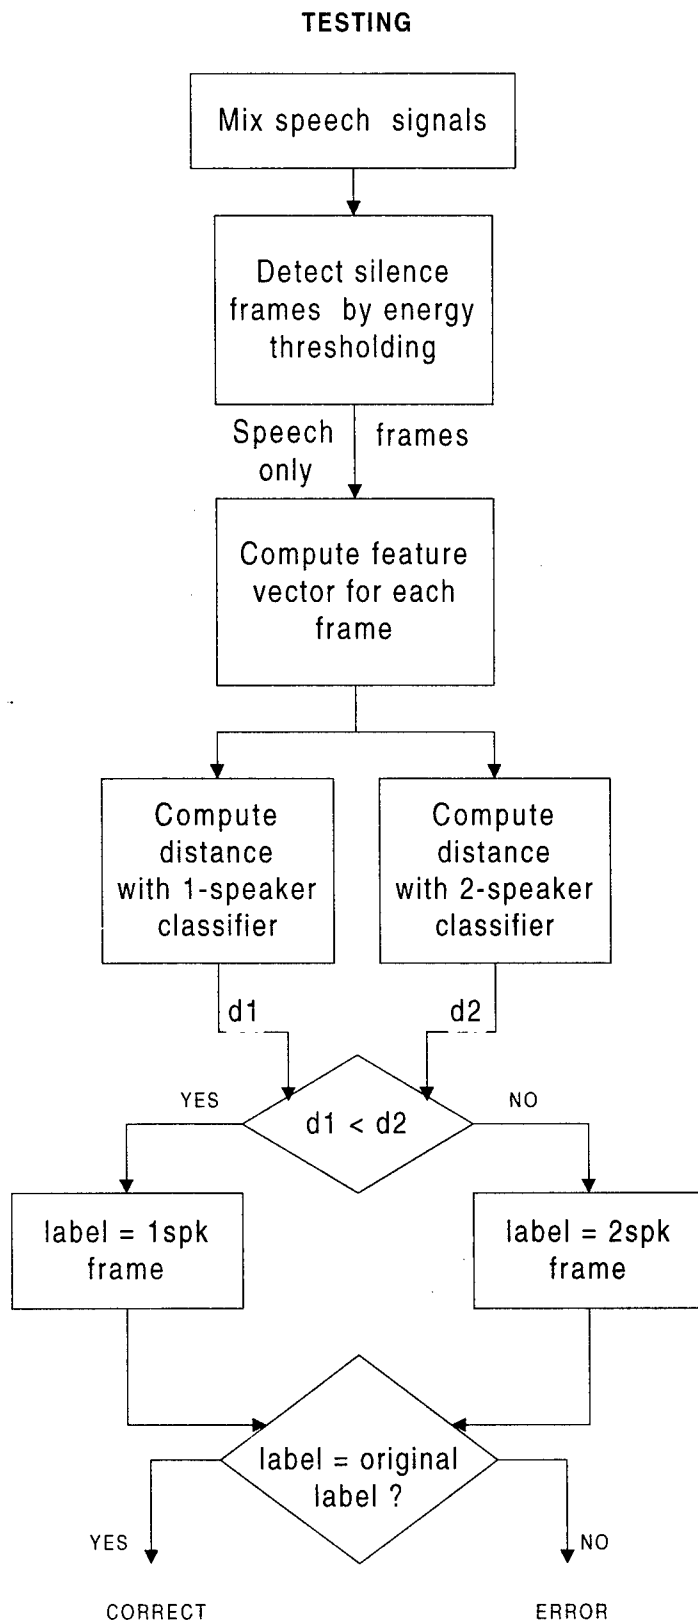 TESTING
Mix speech signals
Detect silence
frames by energy
thresholding
Speech frames
only
Compute feature
vector for each
frame
Compute
distance
with 1-speaker
classifier
Compute
distance
with 2-speaker
classifier
d1
d2
YES
d1 < d2
NO
label = 1spk
frame
label = 2spk
frame
label = original
label ?
YES
NO
CORRECT
ERROR